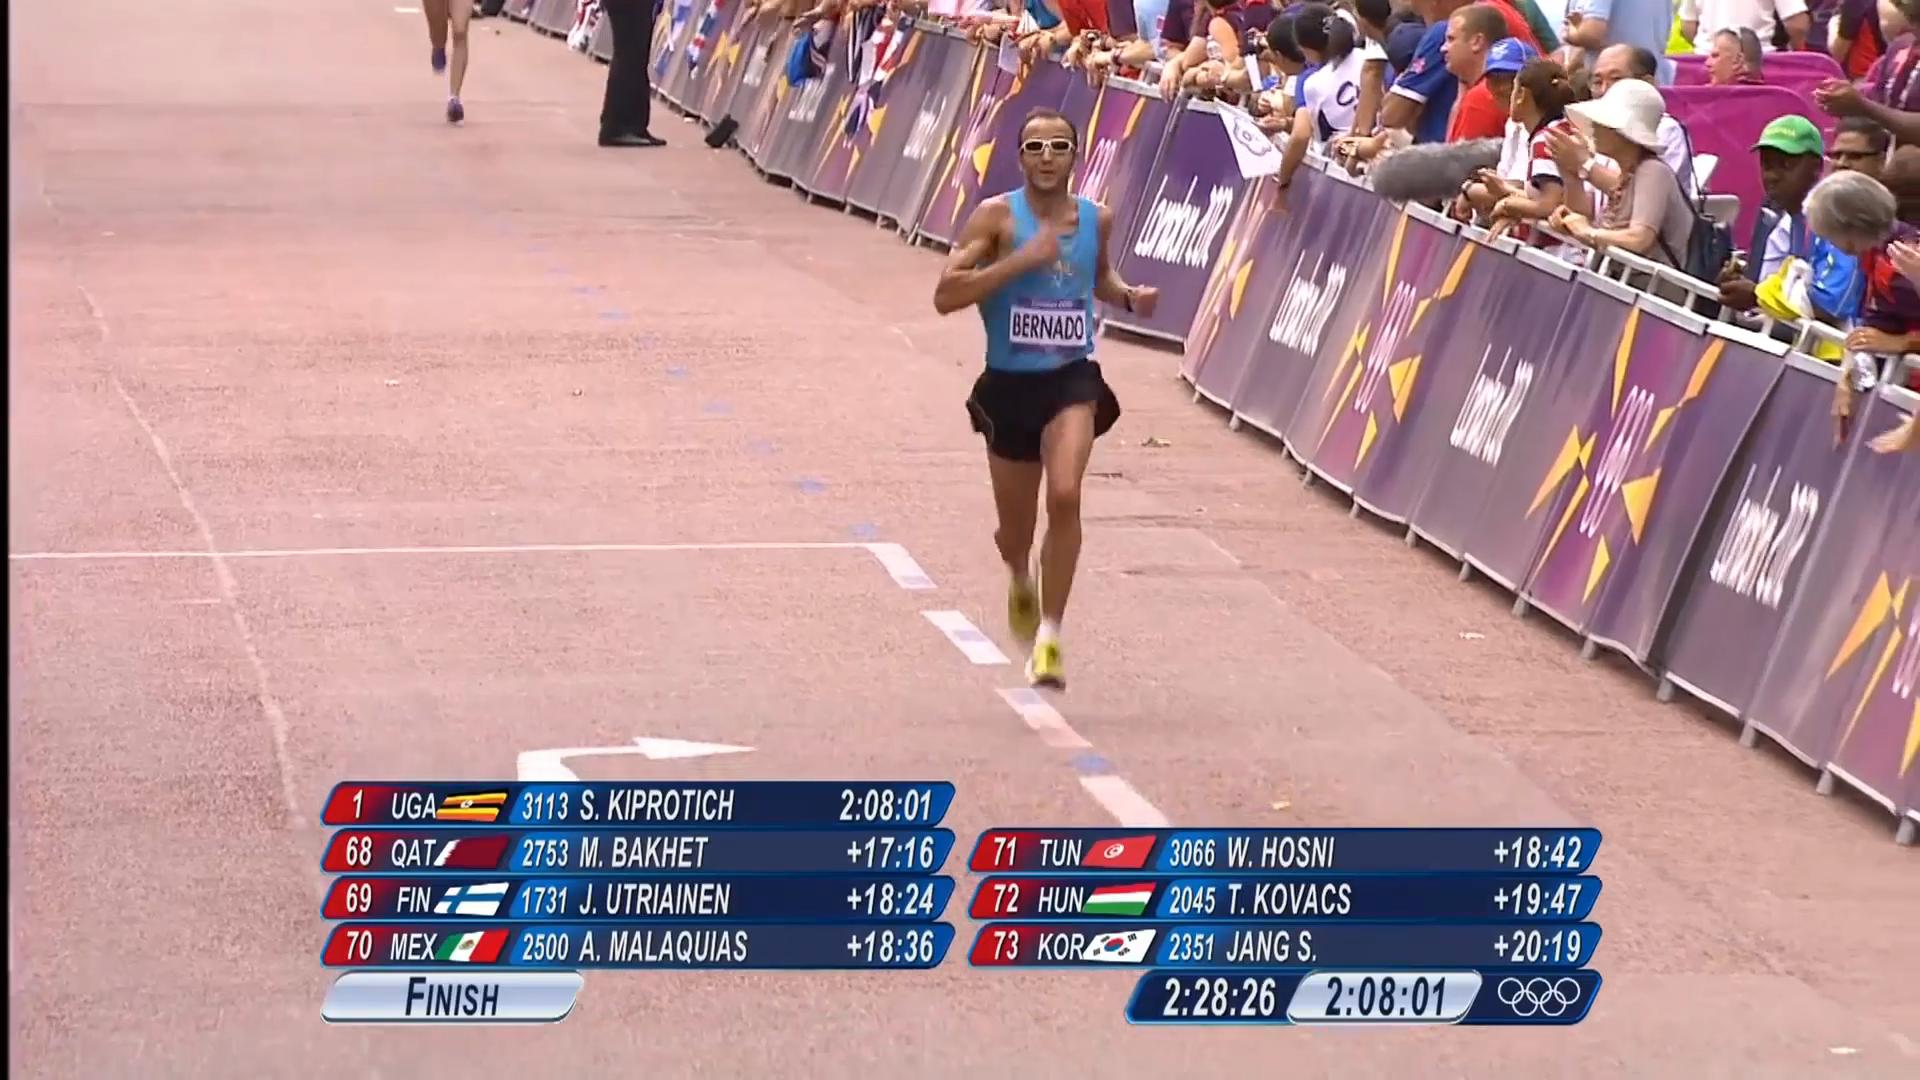 London 2012
London 2012
BERNADO
London 2012
London 2012
London 2012
1 UGA 3113 S. KIPROTICH 2:08:01
68 QAT 2753 M. BAKHET +17:16
69 FIN 1731 J. UTRIAINEN +18:24
70 MEX 2500 A. MALAQUIAS +18:36
71 TUN 3066 W. HOSNI +18:42
72 HUN 2045 T. KOVACS +19:47
73 KOR 2351 JANG S. +20:19
FINISH
2:28:26 2:08:01